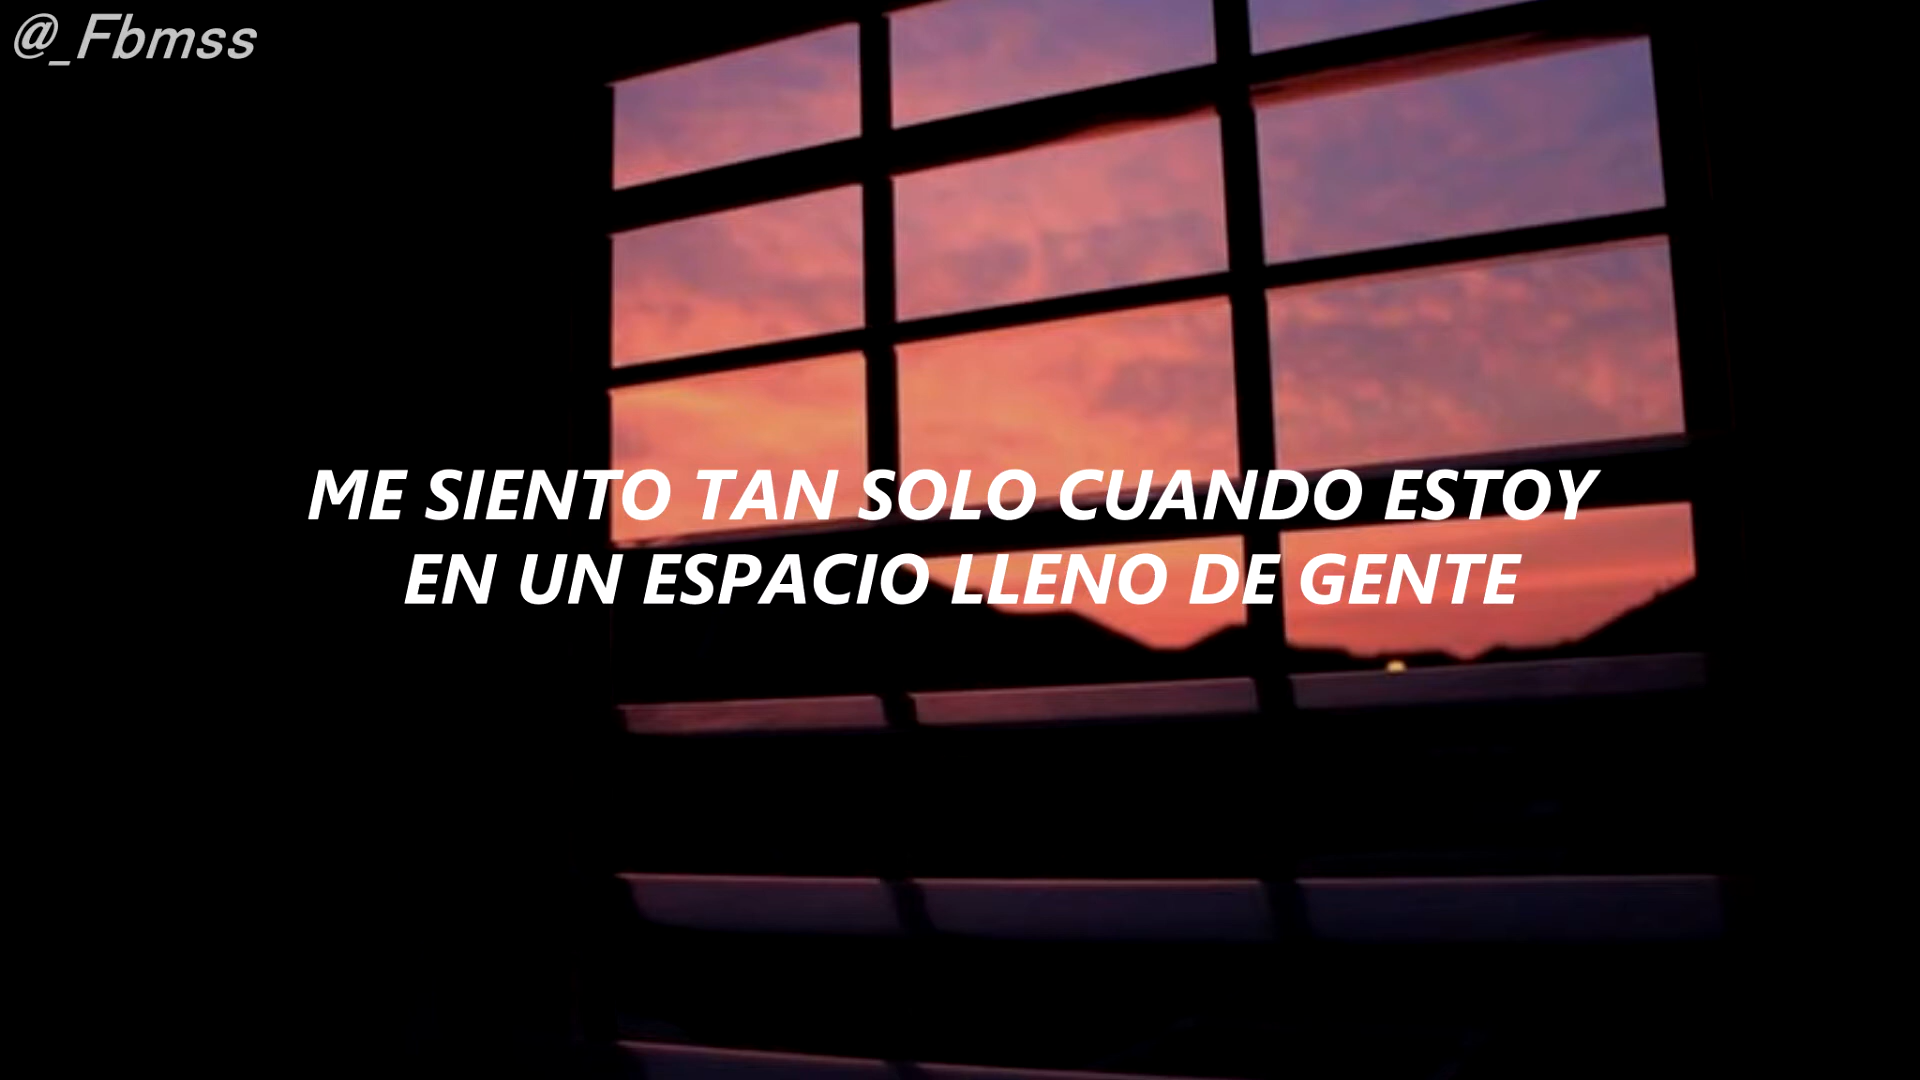 @_Fbmss
ME SIENTO TAN SOLO CUANDO ESTOY
EN UN ESPACIO LLENO DE GENTE